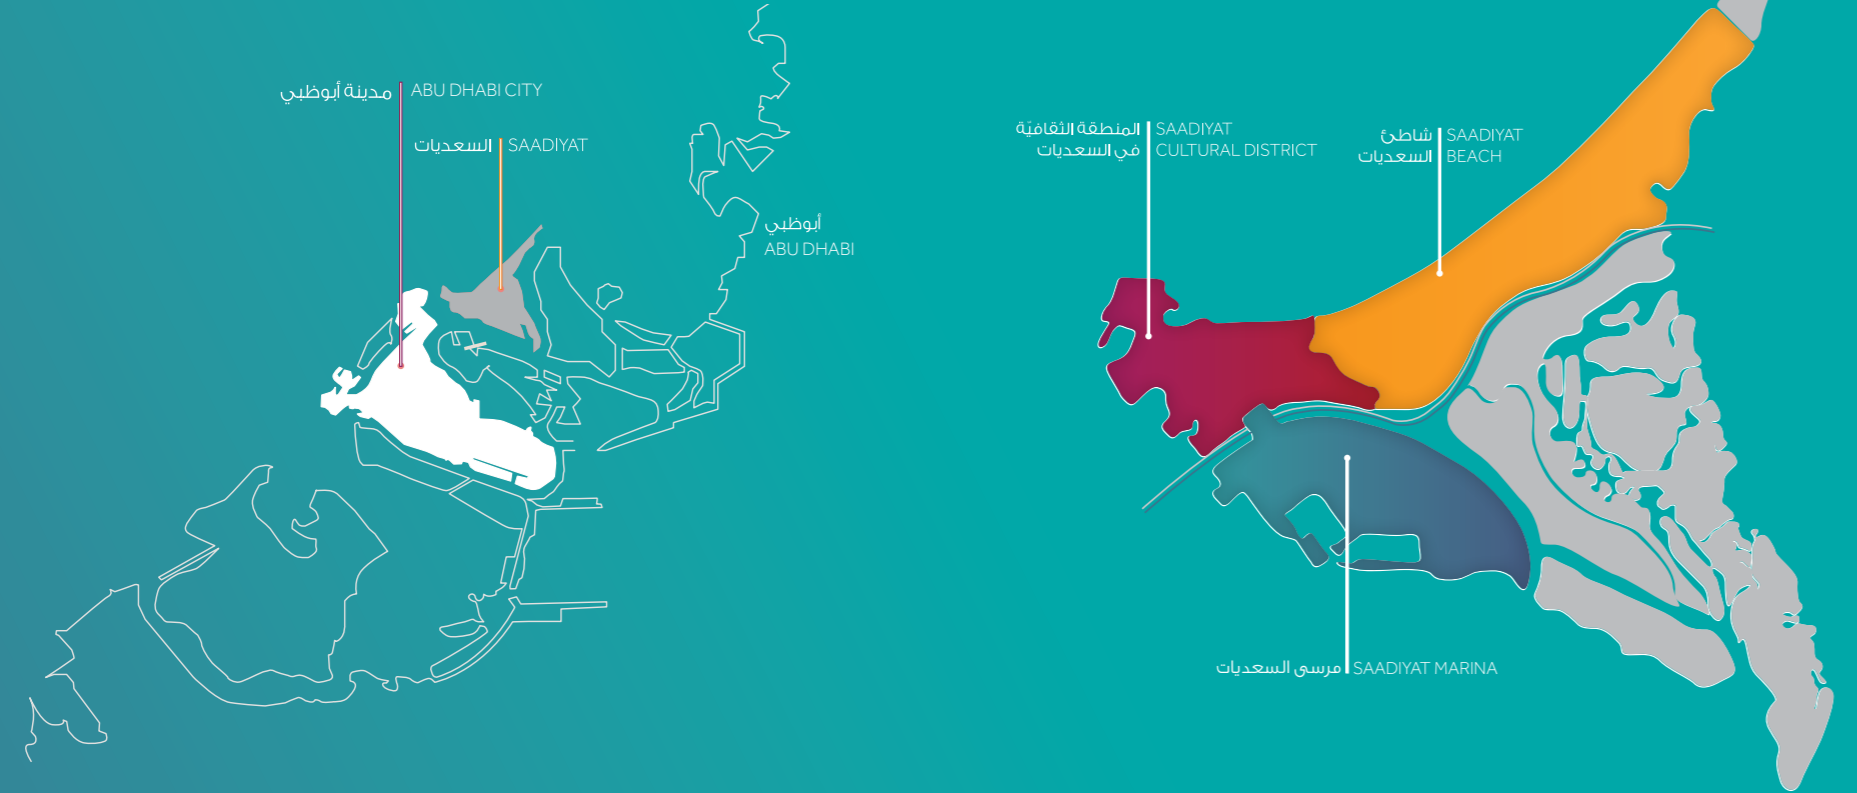 مدينة أبوظبي
ABU DHABI CITY
السعديات
SAADIYAT
أبوظبي
ABU DHABI
المنطقة الثقافيّة
في السعديات
SAADIYAT
CULTURAL DISTRICT
شاطئ
السعديات
SAADIYAT
BEACH
مرسى السعديات
SAADIYAT MARINA